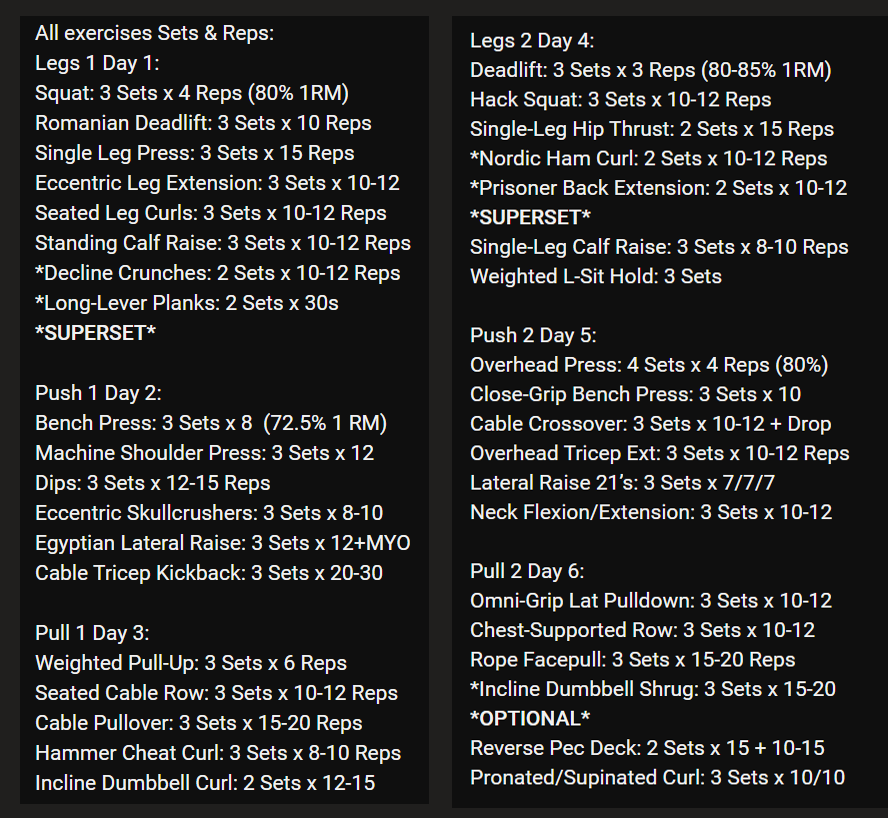 All exercises Sets & Reps:
Legs 1 Day 1:
Squat: 3 Sets x 4 Reps (80% 1RM)
Romanian Deadlift: 3 Sets x 10 Reps
Single Leg Press: 3 Sets x 15 Reps
Eccentric Leg Extension: 3 Sets x 10-12
Seated Leg Curls: 3 Sets x 10-12 Reps
Standing Calf Raise: 3 Sets x 10-12 Reps
*Decline Crunches: 2 Sets x 10-12 Reps
*Long-Lever Planks: 2 Sets x 30s
*SUPERSET*

Push 1 Day 2:
Bench Press: 3 Sets x 8  (72.5% 1 RM)
Machine Shoulder Press: 3 Sets x 12
Dips: 3 Sets x 12-15 Reps
Eccentric Skullcrushers: 3 Sets x 8-10
Egyptian Lateral Raise: 3 Sets x 12+MYO
Cable Tricep Kickback: 3 Sets x 20-30

Pull 1 Day 3:
Weighted Pull-Up: 3 Sets x 6 Reps
Seated Cable Row: 3 Sets x 10-12 Reps
Cable Pullover: 3 Sets x 15-20 Reps
Hammer Cheat Curl: 3 Sets x 8-10 Reps
Incline Dumbbell Curl: 2 Sets x 12-15

Legs 2 Day 4:
Deadlift: 3 Sets x 3 Reps (80-85% 1RM)
Hack Squat: 3 Sets x 10-12 Reps
Single-Leg Hip Thrust: 2 Sets x 15 Reps
*Nordic Ham Curl: 2 Sets x 10-12 Reps
*Prisoner Back Extension: 2 Sets x 10-12
*SUPERSET*
Single-Leg Calf Raise: 3 Sets x 8-10 Reps
Weighted L-Sit Hold: 3 Sets

Push 2 Day 5:
Overhead Press: 4 Sets x 4 Reps (80%)
Close-Grip Bench Press: 3 Sets x 10
Cable Crossover: 3 Sets x 10-12 + Drop
Overhead Tricep Ext: 3 Sets x 10-12 Reps
Lateral Raise 21’s: 3 Sets x 7/7/7
Neck Flexion/Extension: 3 Sets x 10-12

Pull 2 Day 6:
Omni-Grip Lat Pulldown: 3 Sets x 10-12
Chest-Supported Row: 3 Sets x 10-12
Rope Facepull: 3 Sets x 15-20 Reps
*Incline Dumbbell Shrug: 3 Sets x 15-20
*OPTIONAL*
Reverse Pec Deck: 2 Sets x 15 + 10-15
Pronated/Supinated Curl: 3 Sets x 10/10